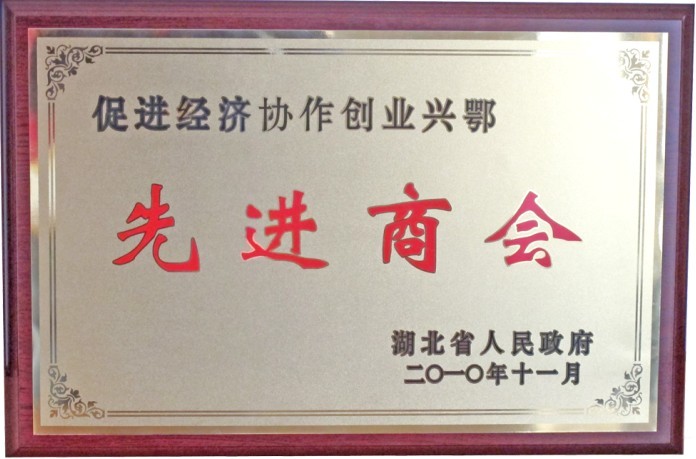 促进经济协作创业兴鄂
先进商会
湖北省人民政府
二〇一〇年十一月